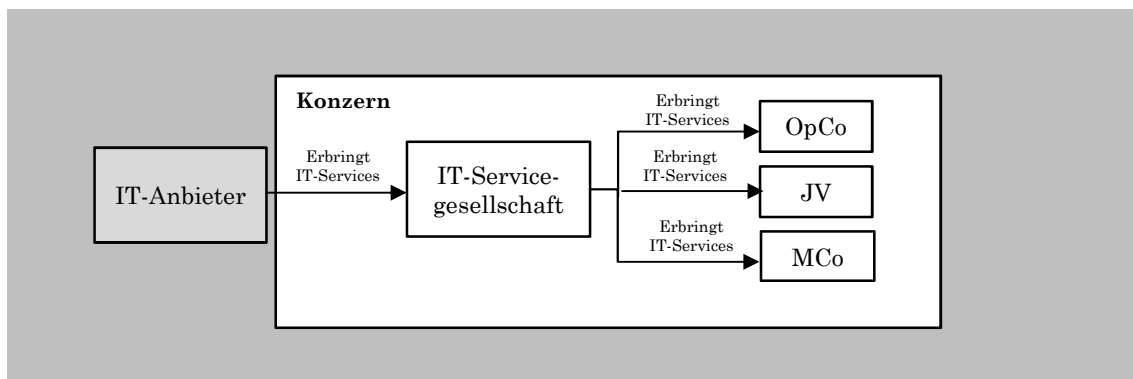 Konzern
IT-Anbieter
Erbringt
IT-Services
IT-Service-
gesellschaft
Erbringt
IT-Services
OpCo
Erbringt
IT-Services
JV
Erbringt
IT-Services
MCo